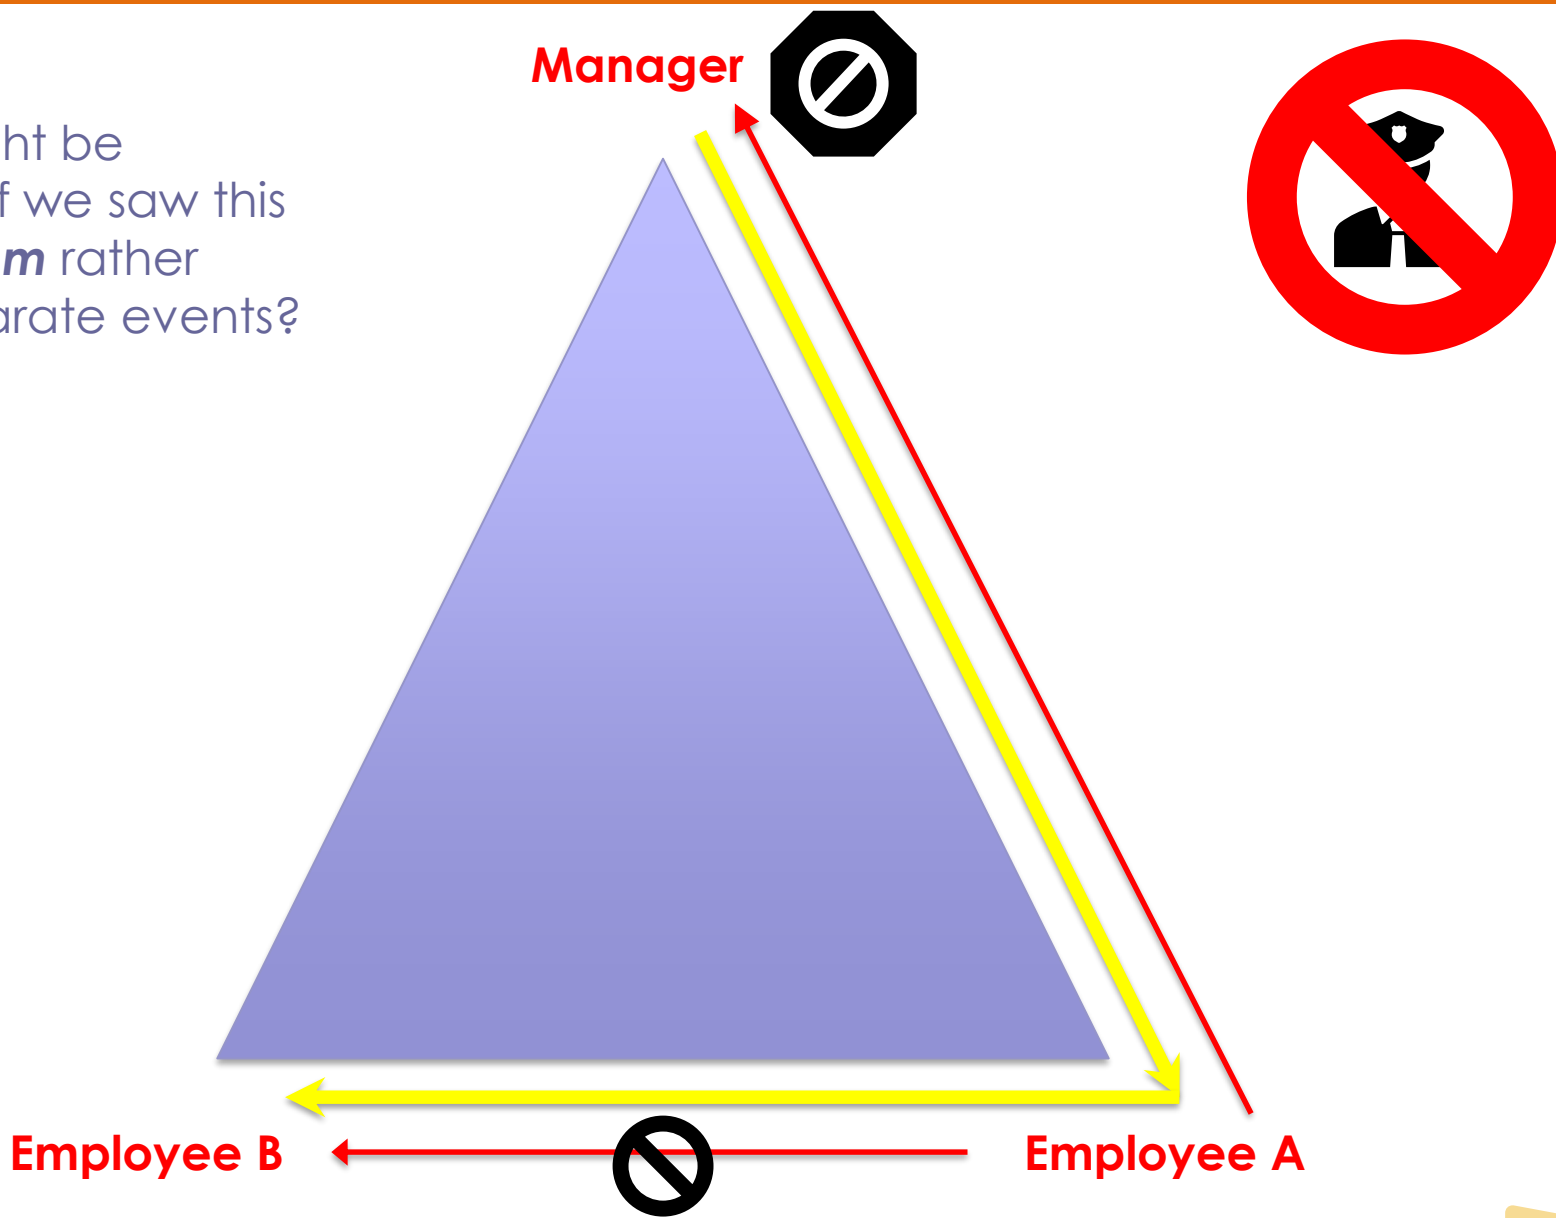 Manager
ht be
f we saw this
m rather
arate events?
Employee B
Employee A